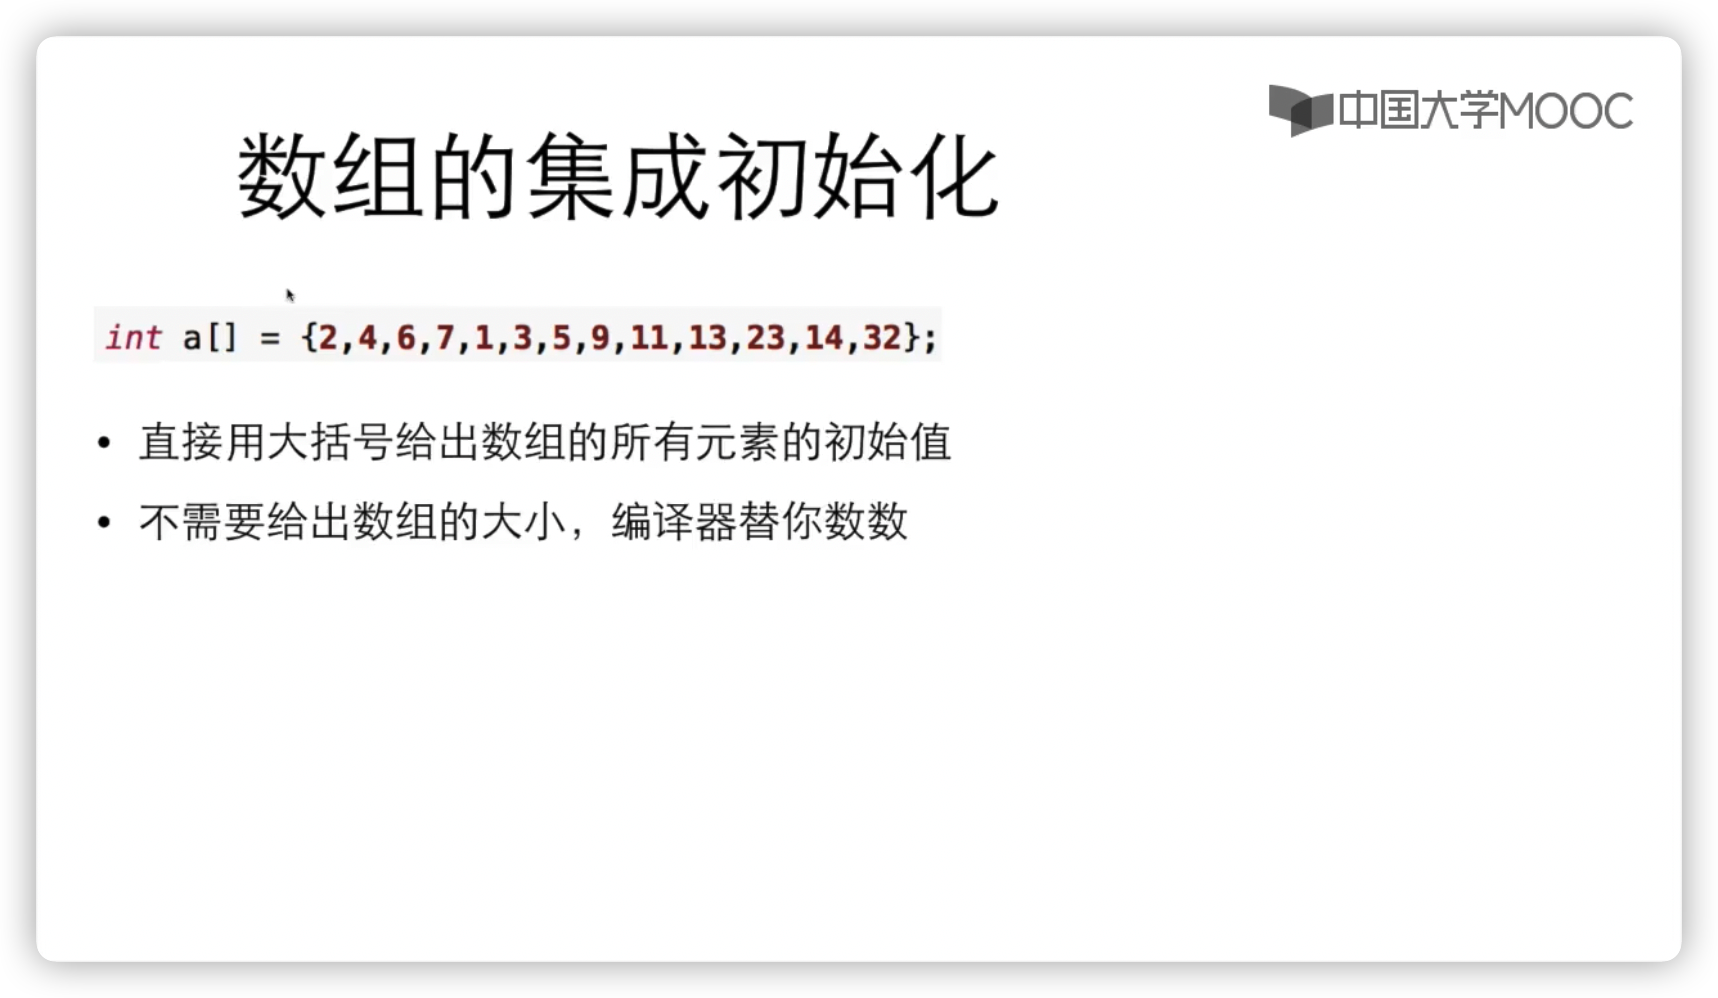 中国大学MOOC
数组的集成初始化
int a[] = {2,4,6,7,1,3,5,9,11,13,23,14,32};
• 直接用大括号给出数组的所有元素的初始值
• 不需要给出数组的大小，编译器替你数数